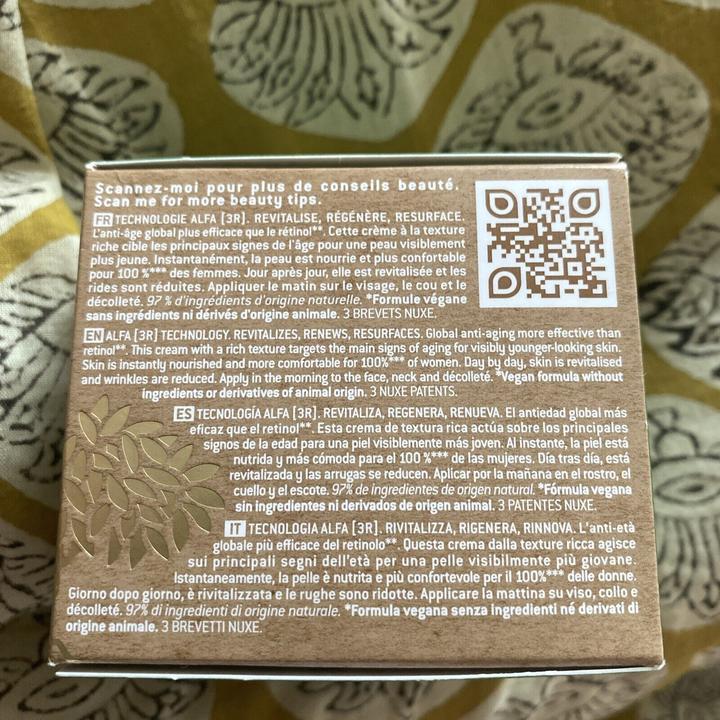 Scannez-moi pour plus de conseils beauté.
Scan me for more beauty tips.
FR TECHNOLOGIE ALFA [3R]. REVITALISE, RÉGÉNÈRE, RESURFACE.
L'anti-âge global plus efficace que le rétinol**. Cette crème à la texture
riche cible les principaux signes de l'âge pour une peau visiblement
plus jeune. Instantanément, la peau est nourrie et plus confortable
pour 100 %*** des femmes. Jour après jour, elle est revitalisée et les
rides sont réduites. Appliquer le matin sur le visage, le cou et le
décolleté. 97 % d'ingrédients d'origine naturelle. *Formule végane
sans ingrédients ni dérivés d'origine animale. 3 BREVETS NUXE.
EN ALFA [3R] TECHNOLOGY. REVITALIZES, RENEWS, RESURFACES. Global anti-aging more effective than
retinol**. This cream with a rich texture targets the main signs of aging for visibly younger-looking skin.
Skin is instantly nourished and more comfortable for 100%*** of women. Day by day, skin is revitalised
and wrinkles are reduced. Apply in the morning to the face, neck and décolleté. *Vegan formula without
ingredients or derivatives of animal origin. 3 NUXE PATENTS.
ES TECNOLOGÍA ALFA [3R]. REVITALIZA, REGENERA, RENUEVA. El antiedad global más
eficaz que el retinol**. Esta crema de textura rica actúa sobre los principales
signos de la edad para una piel visiblemente más joven. Al instante, la piel está
nutrida y más cómoda para el 100 %*** de las mujeres. Día tras día, está
revitalizada y las arrugas se reducen. Aplicar por la mañana en el rostro, el
cuello y el escote. 97% de ingredientes de origen natural. *Fórmula vegana
sin ingredientes ni derivados de origen animal. 3 PATENTES NUXE.
IT TECNOLOGIA ALFA [3R]. RIVITALIZZA, RIGENERA, RINNOVA. L'anti-età
globale più efficace del retinolo**. Questa crema dalla texture ricca agisce
sui principali segni dell'età per una pelle visibilmente più giovane.
Istantaneamente, la pelle è nutrita e più confortevole per il 100%*** delle donne.
Giorno dopo giorno, è rivitalizzata e le rughe sono ridotte. Applicare la mattina su viso, collo e
décolleté. 97% di ingredienti di origine naturale. *Formula vegana senza ingredienti né derivati di
origine animale. 3 BREVETTI NUXE.